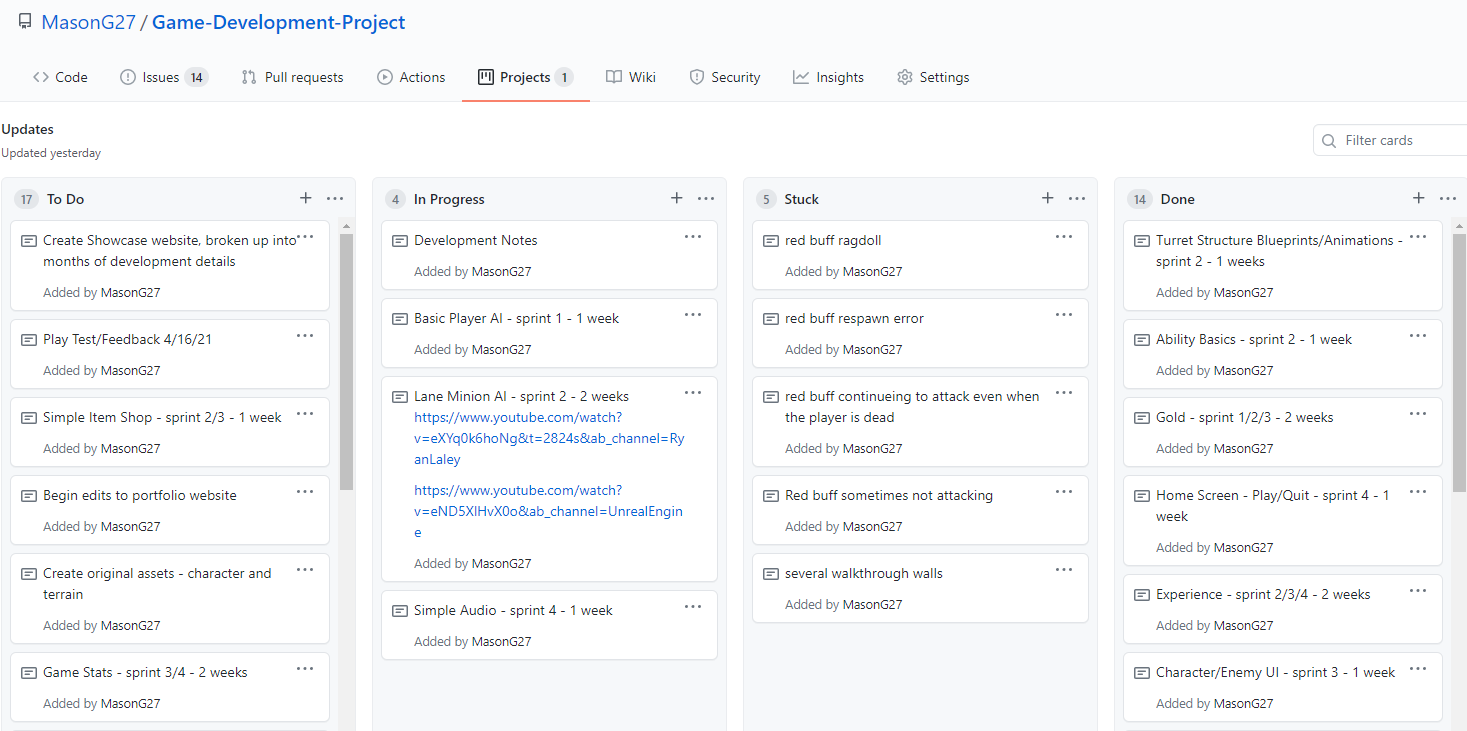 MasonG27 / Game-Development-Project
Code Issues 14 Pull requests Actions Projects 1 Wiki Security Insights Settings
Updates
Updated yesterday
Filter cards
17 To Do
Create Showcase website, broken up into
months of development details
Added by MasonG27
Play Test/Feedback 4/16/21
Added by MasonG27
Simple Item Shop - sprint 2/3 - 1 week
Added by MasonG27
Begin edits to portfolio website
Added by MasonG27
Create original assets - character and
terrain
Added by MasonG27
Game Stats - sprint 3/4 - 2 weeks
Added by MasonG27
4 In Progress
Development Notes
Added by MasonG27
Basic Player AI - sprint 1 - 1 week
Added by MasonG27
Lane Minion AI - sprint 2 - 2 weeks
https://www.youtube.com/watch?
v=eXYq0k6hoNg&t=2824s&ab_channel=Ry
anLaley
https://www.youtube.com/watch?
v=eND5XIHvX0o&ab_channel=UnrealEngin
e
Added by MasonG27
Simple Audio - sprint 4 - 1 week
Added by MasonG27
5 Stuck
red buff ragdoll
Added by MasonG27
red buff respawn error
Added by MasonG27
red buff continueing to attack even when
the player is dead
Added by MasonG27
Red buff sometimes not attacking
Added by MasonG27
several walkthrough walls
Added by MasonG27
14 Done
Turret Structure Blueprints/Animations -
sprint 2 - 1 weeks
Added by MasonG27
Ability Basics - sprint 2 - 1 week
Added by MasonG27
Gold - sprint 1/2/3 - 2 weeks
Added by MasonG27
Home Screen - Play/Quit - sprint 4 - 1
week
Added by MasonG27
Experience - sprint 2/3/4 - 2 weeks
Added by MasonG27
Character/Enemy UI - sprint 3 - 1 week
Added by MasonG27